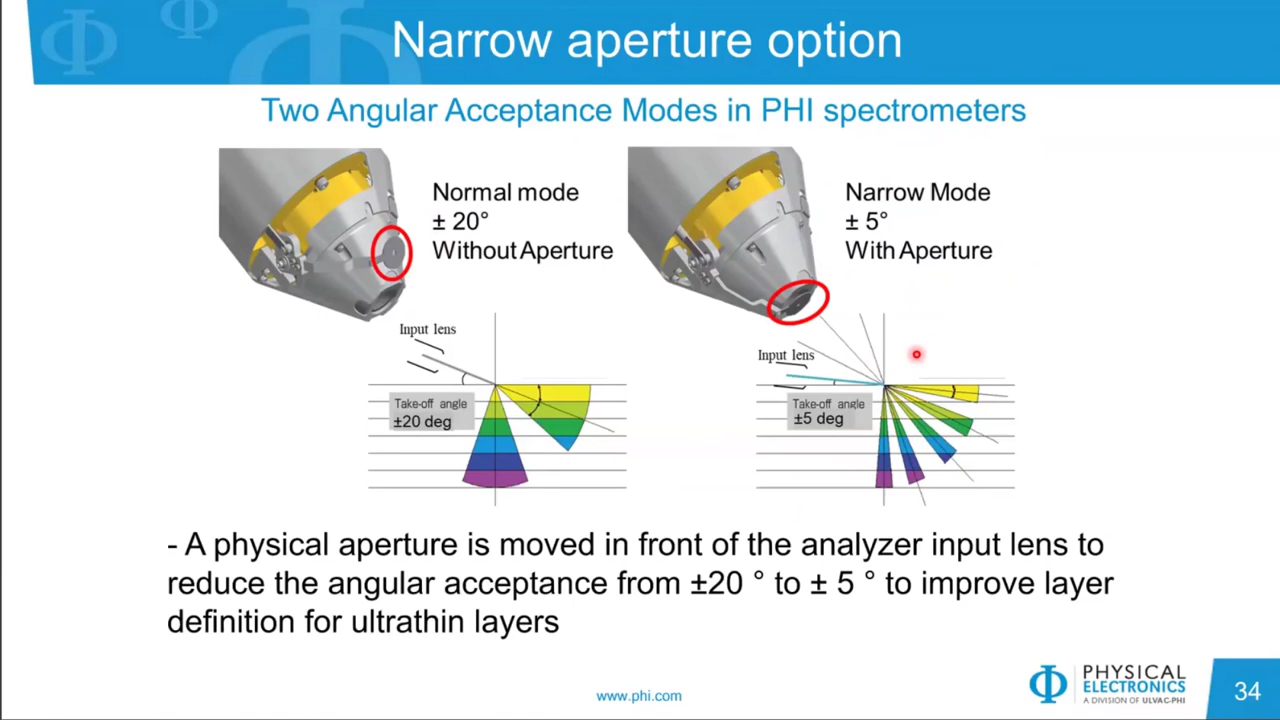 Narrow aperture option
Two Angular Acceptance Modes in PHI spectrometers
Normal mode
± 20°
Without Aperture
Narrow Mode
± 5°
With Aperture
Input lens
Take-off angle
±20 deg
Input lens
Take-off angle
±5 deg
- A physical aperture is moved in front of the analyzer input lens to
reduce the angular acceptance from ±20 ° to ± 5 ° to improve layer
definition for ultrathin layers
www.phi.com
PHYSICAL
ELECTRONICS
A DIVISION OF ULVAC-PHI
34